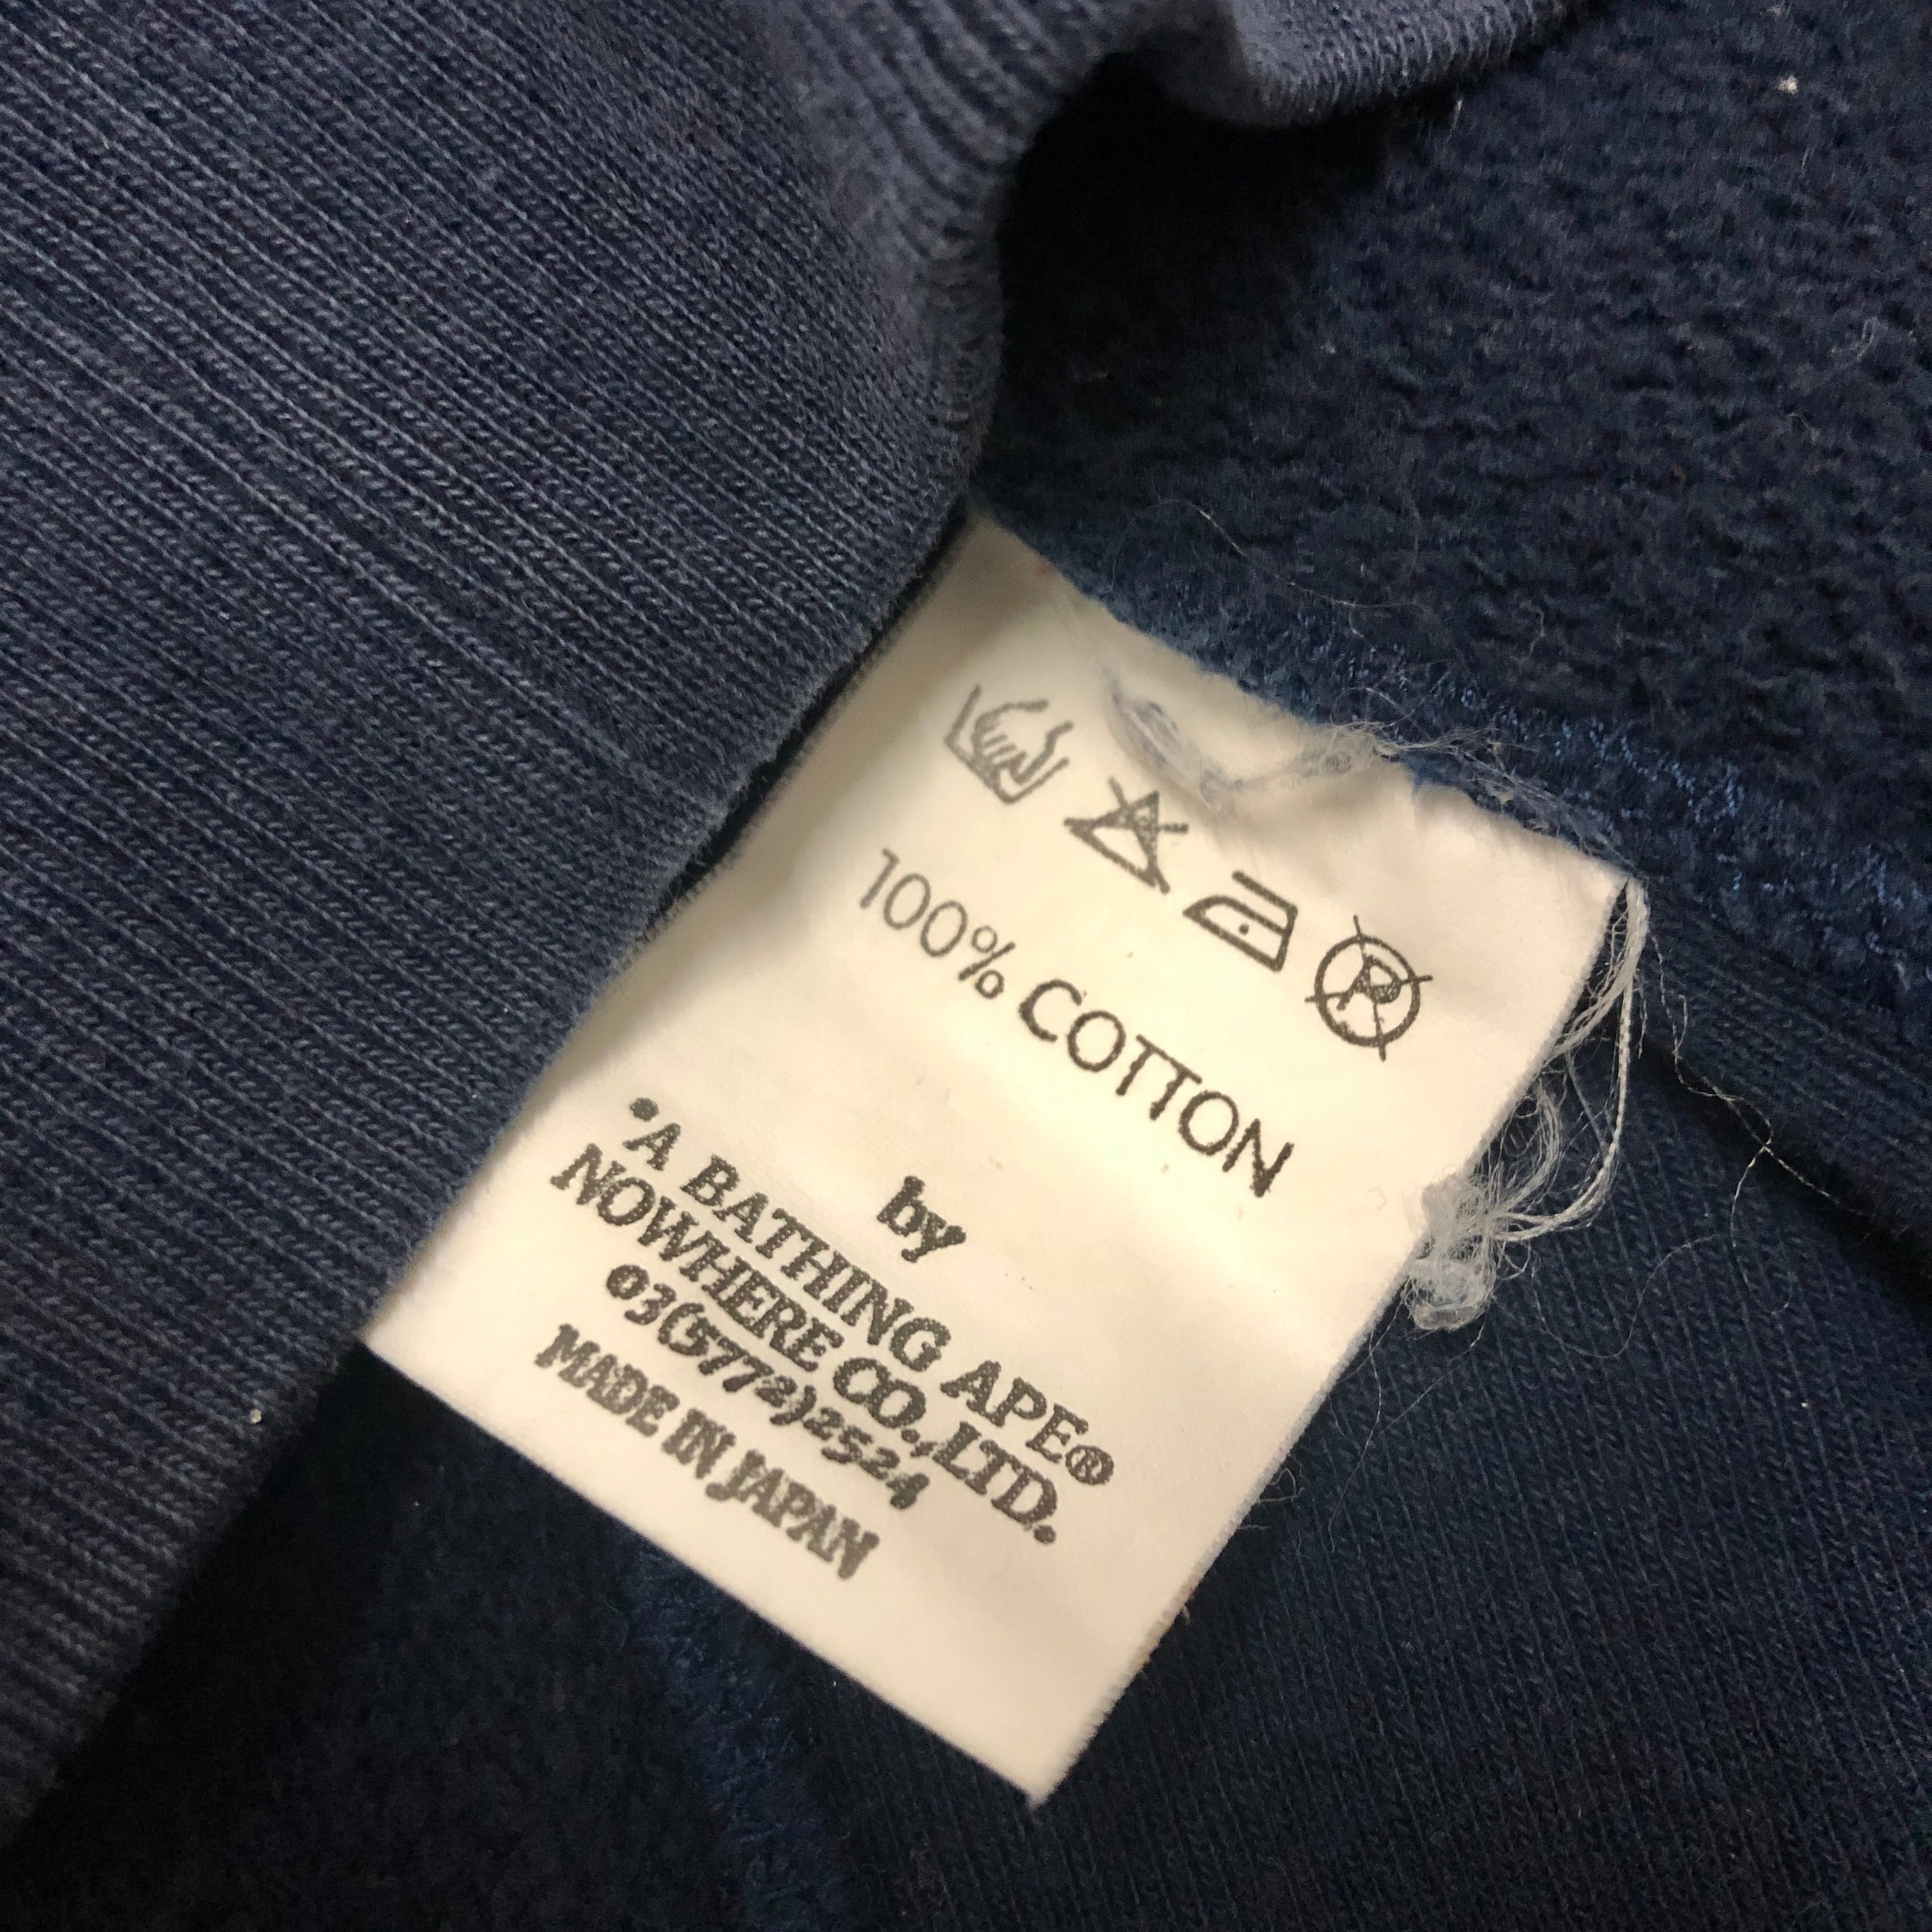 P
100% COTTON
by
*A BATHING APE®
NOWHERE CO.,LTD.
03(5772)2524
MADE IN JAPAN